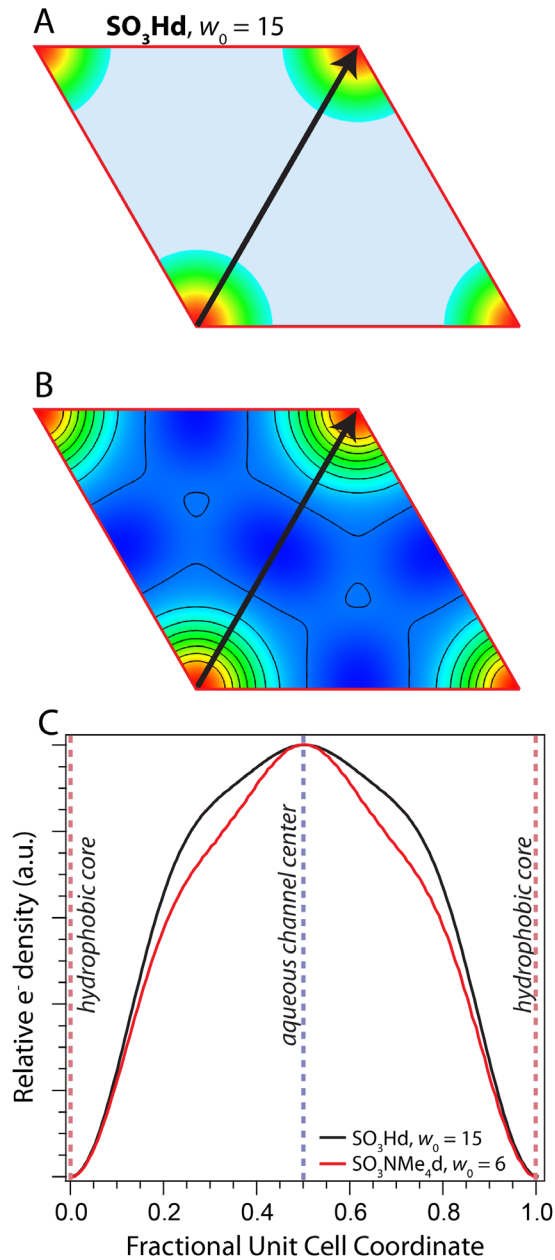 A
SO₃Hd, w₀ = 15
B
C
Relative e⁻ density (a.u.)
hydrophobic core
aqueous channel center
hydrophobic core
SO₃Hd, w₀ = 15
SO₃NMe₄d, w₀ = 6
0.0 0.2 0.4 0.6 0.8 1.0
Fractional Unit Cell Coordinate